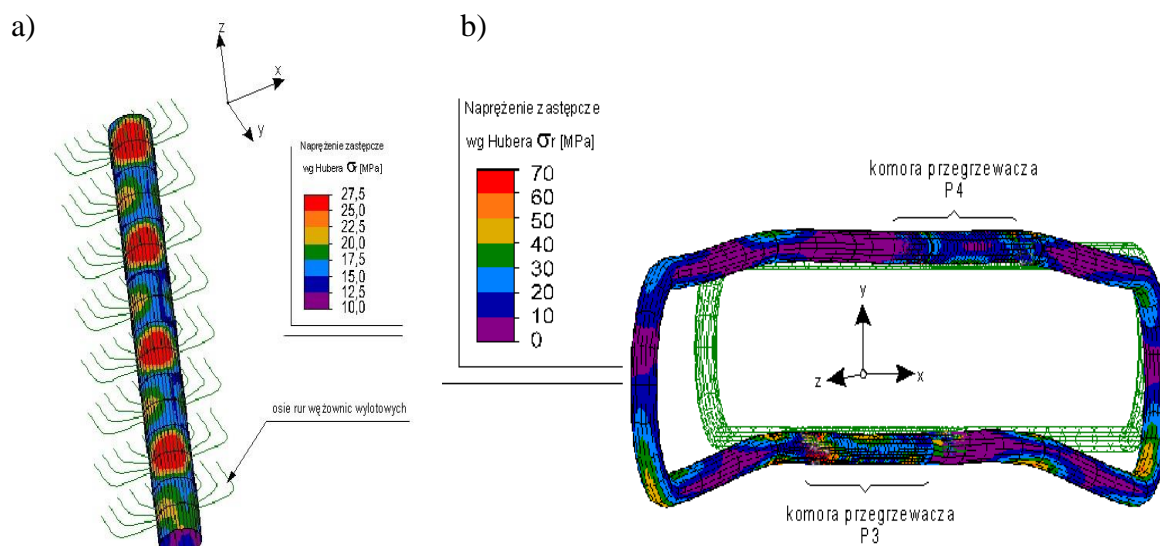 a)
z
x
y
Naprężenie zastępcze
wg Hubera σr [MPa]
27,5
25,0
22,5
20,0
17,5
15,0
12,5
10,0
osie rur wężownic wylotowych
b)
Naprężenie zastępcze
wg Hubera σr [MPa]
70
60
50
40
30
20
10
0
komora przegrzewacza
P4
y
z
x
komora przegrzewacza
P3